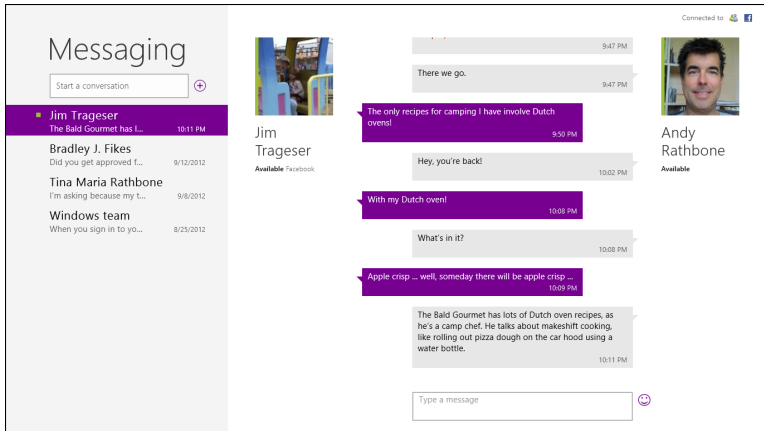 Connected to
Messaging
Start a conversation
Jim Trageser
The Bald Gourmet has l... 10:11 PM
Bradley J. Fikes
Did you get approved f... 9/12/2012
Tina Maria Rathbone
I'm asking because my t... 9/8/2012
Windows team
When you sign in to yo... 8/25/2012
Jim
Trageser
Available Facebook
9:47 PM
There we go.
9:47 PM
The only recipes for camping I have involve Dutch
ovens!
9:50 PM
Hey, you're back!
10:02 PM
With my Dutch oven!
10:08 PM
What's in it?
10:08 PM
Apple crisp ... well, someday there will be apple crisp ...
10:09 PM
The Bald Gourmet has lots of Dutch oven recipes, as
he's a camp chef. He talks about makeshift cooking,
like rolling out pizza dough on the car hood using a
water bottle.
10:11 PM
Type a message
Andy
Rathbone
Available